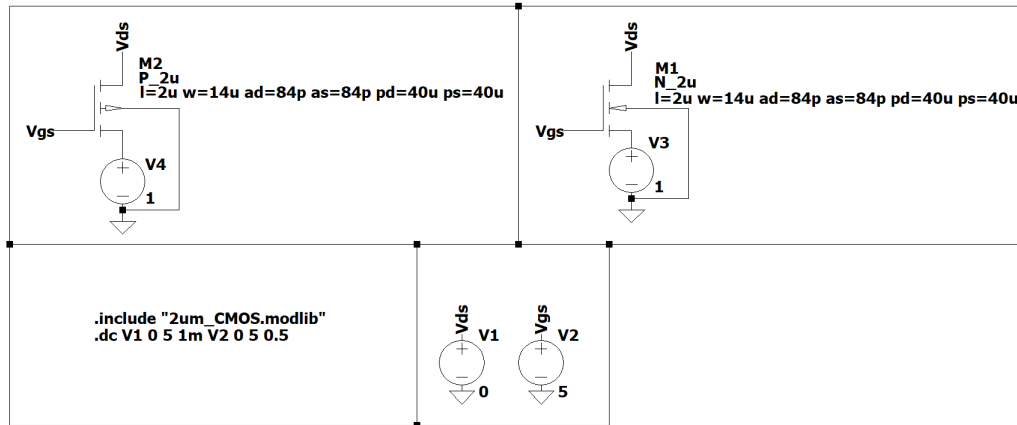 Vds
M2
P_2u
l=2u w=14u ad=84p as=84p pd=40u ps=40u
Vgs
V4
1
Vds
M1
N_2u
l=2u w=14u ad=84p as=84p pd=40u ps=40u
Vgs
V3
1
.include "2um_CMOS.modlib"
.dc V1 0 5 1m V2 0 5 0.5
Vds
V1
0
Vgs
V2
5